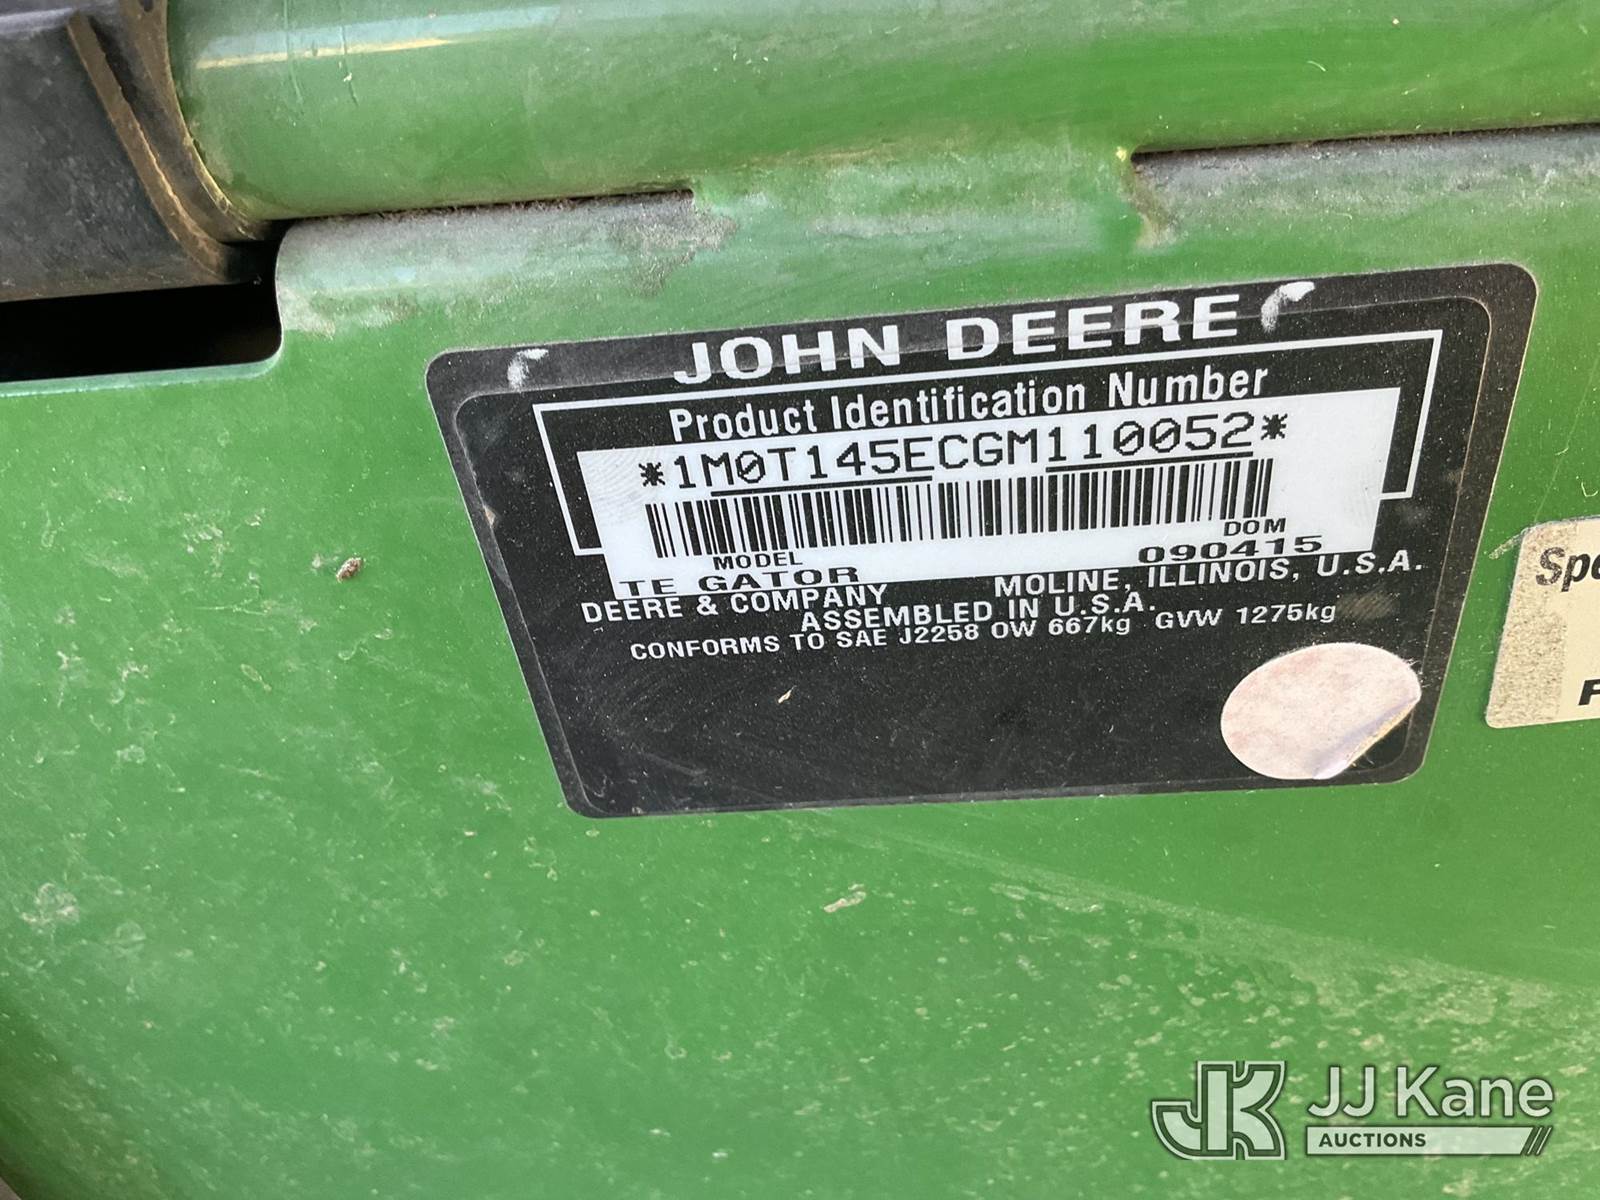 JOHN DEERE
Product Identification Number
*1M0T145ECGM110052*
MODEL DOM
TE GATOR 090415
DEERE & COMPANY MOLINE, ILLINOIS, U.S.A.
ASSEMBLED IN U.S.A.
CONFORMS TO SAE J2258 OW 667kg GVW 1275kg
JJ Kane
AUCTIONS